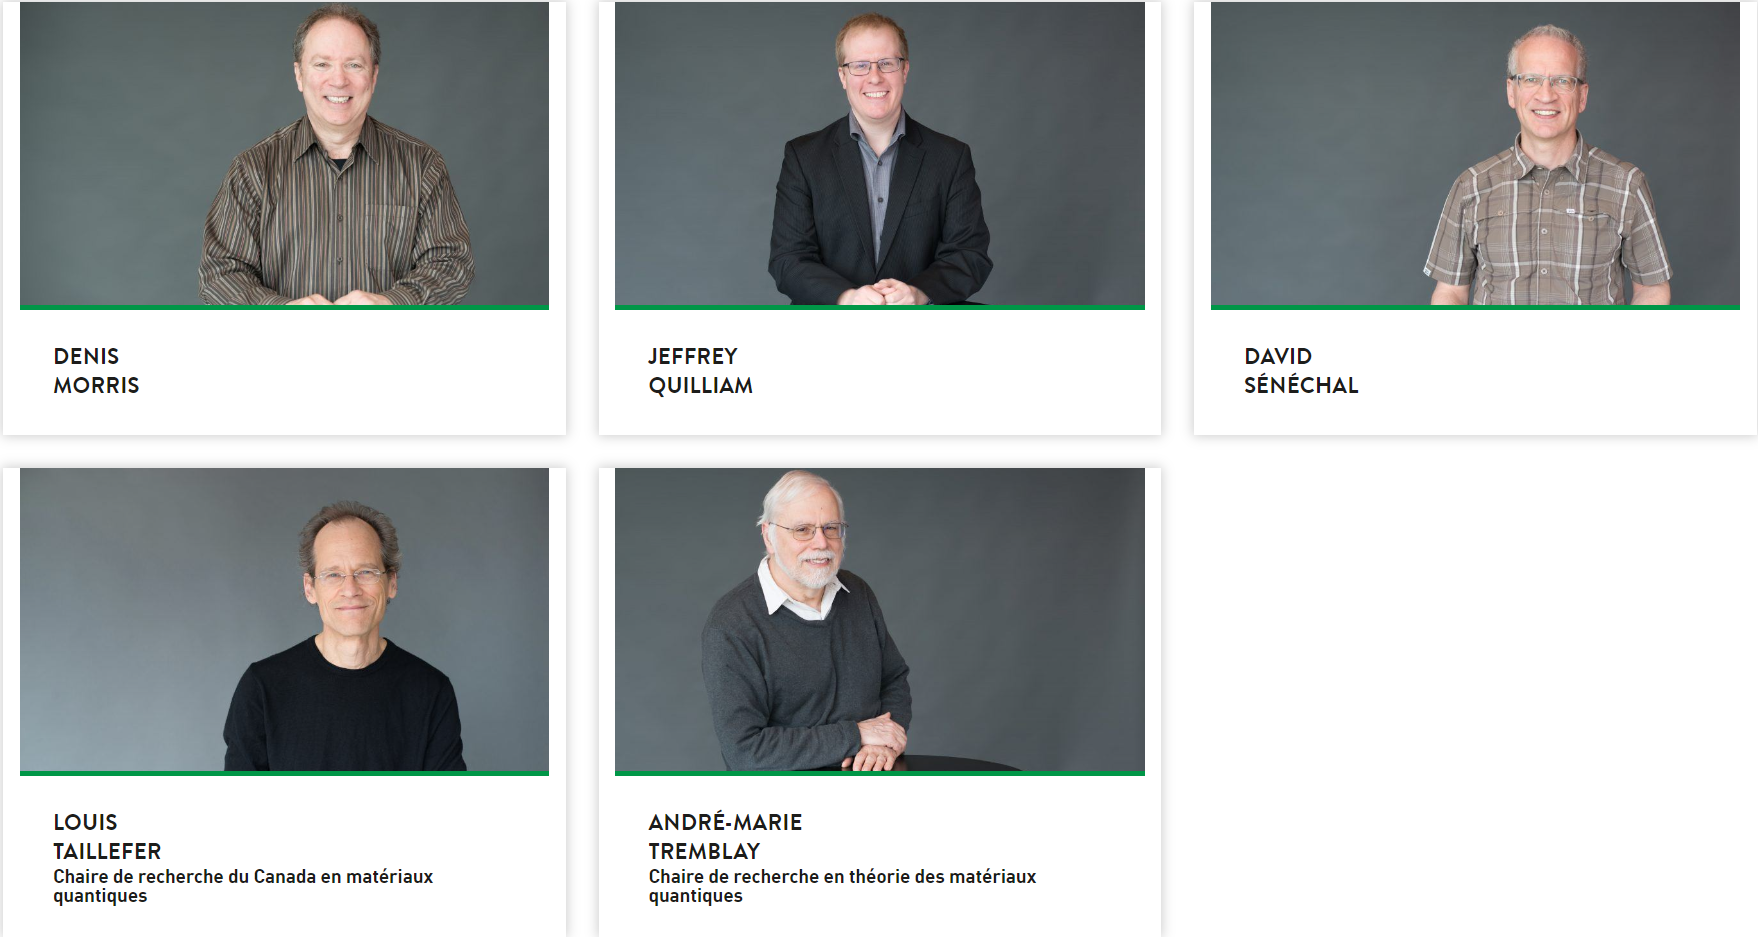 DENIS
MORRIS
JEFFREY
QUILLIAM
DAVID
SÉNÉCHAL
LOUIS
TAILLEFER
Chaire de recherche du Canada en matériaux
quantiques
ANDRÉ-MARIE
TREMBLAY
Chaire de recherche en théorie des matériaux
quantiques